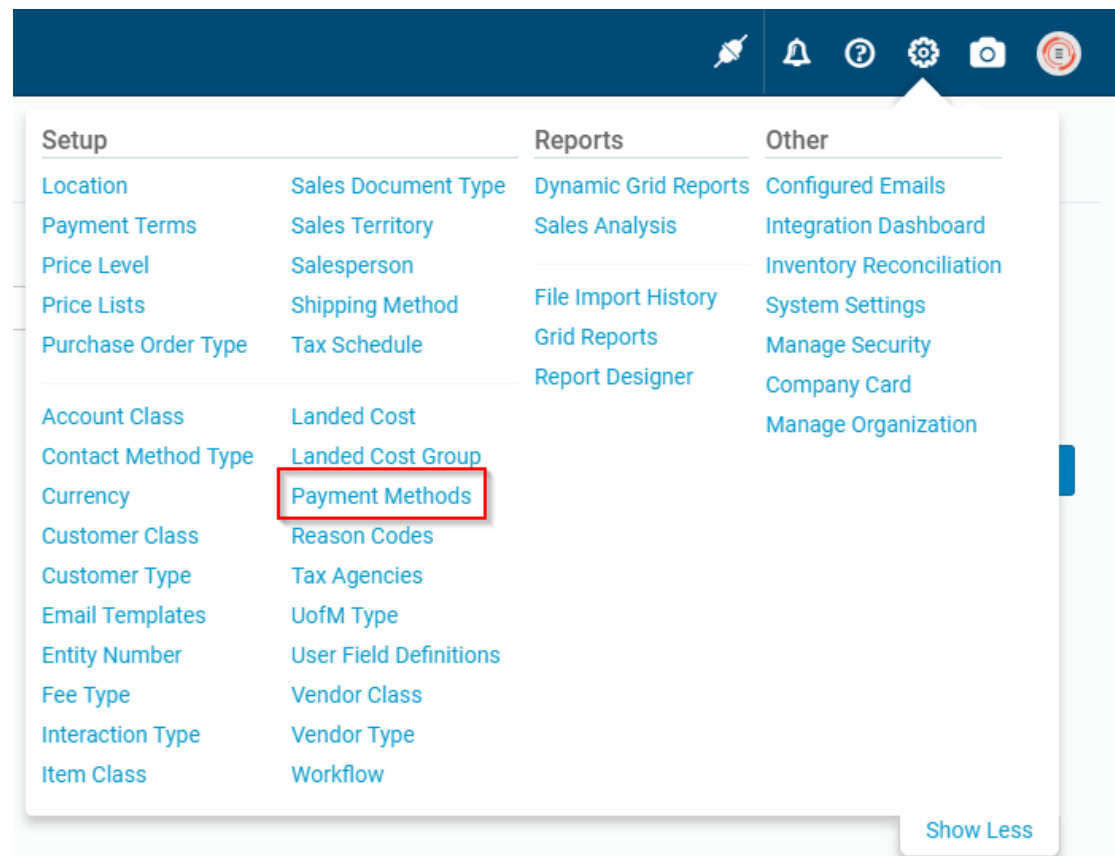 Setup
Location
Payment Terms
Price Level
Price Lists
Purchase Order Type
Sales Document Type
Sales Territory
Salesperson
Shipping Method
Tax Schedule
Account Class
Contact Method Type
Currency
Customer Class
Customer Type
Email Templates
Entity Number
Fee Type
Interaction Type
Item Class
Landed Cost
Landed Cost Group
Payment Methods
Reason Codes
Tax Agencies
UofM Type
User Field Definitions
Vendor Class
Vendor Type
Workflow
Reports
Dynamic Grid Reports
Sales Analysis
File Import History
Grid Reports
Report Designer
Other
Configured Emails
Integration Dashboard
Inventory Reconciliation
System Settings
Manage Security
Company Card
Manage Organization
Show Less